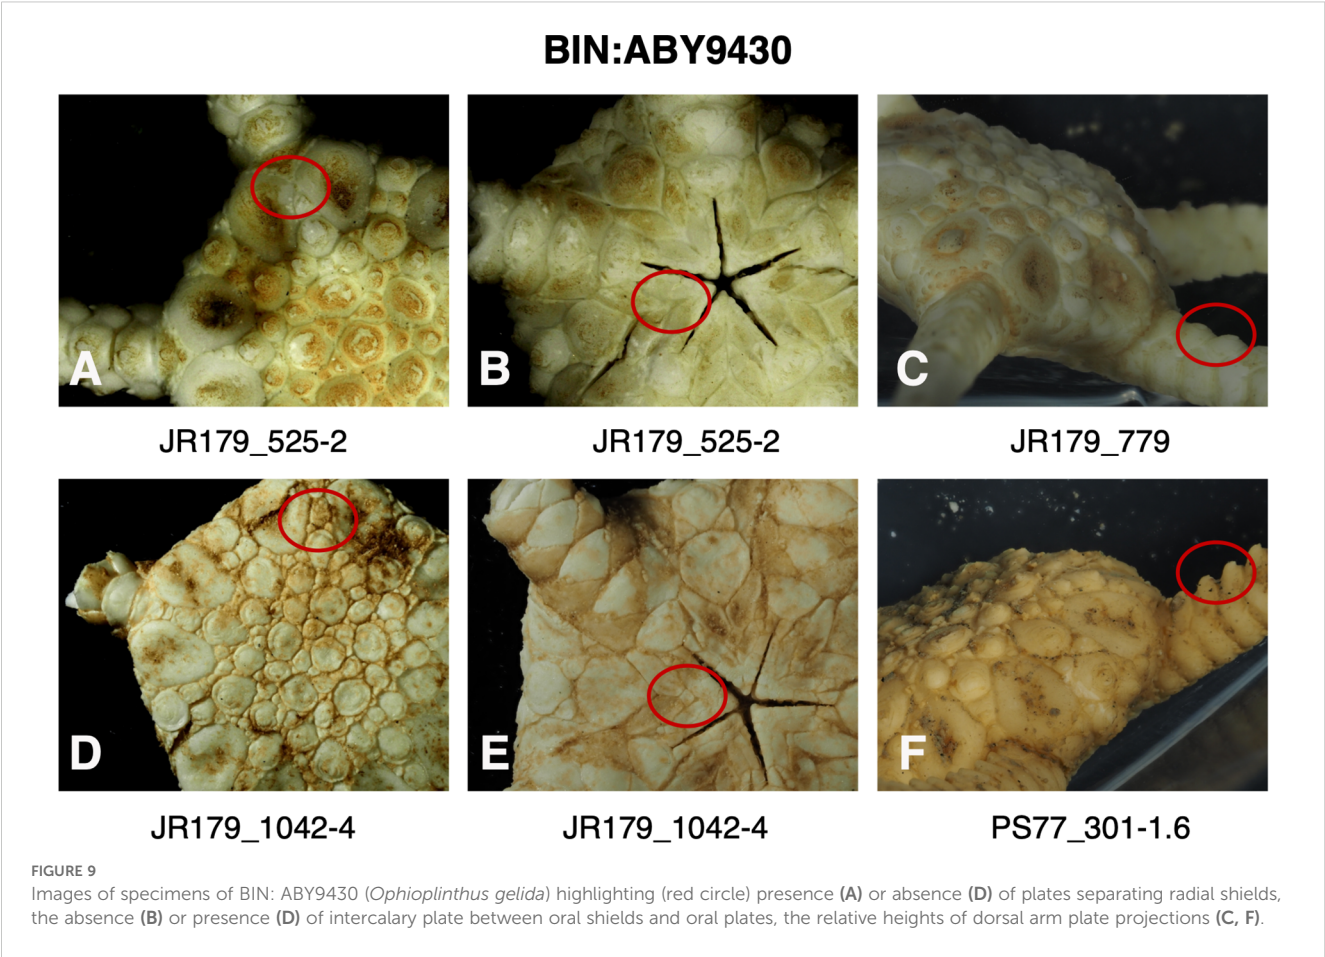 BIN:ABY9430
A
B
C
JR179_525-2
JR179_525-2
JR179_779
D
E
F
JR179_1042-4
JR179_1042-4
PS77_301-1.6
FIGURE 9
Images of specimens of BIN: ABY9430 (Ophioplinthus gelida) highlighting (red circle) presence (A) or absence (D) of plates separating radial shields,
the absence (B) or presence (D) of intercalary plate between oral shields and oral plates, the relative heights of dorsal arm plate projections (C, F).